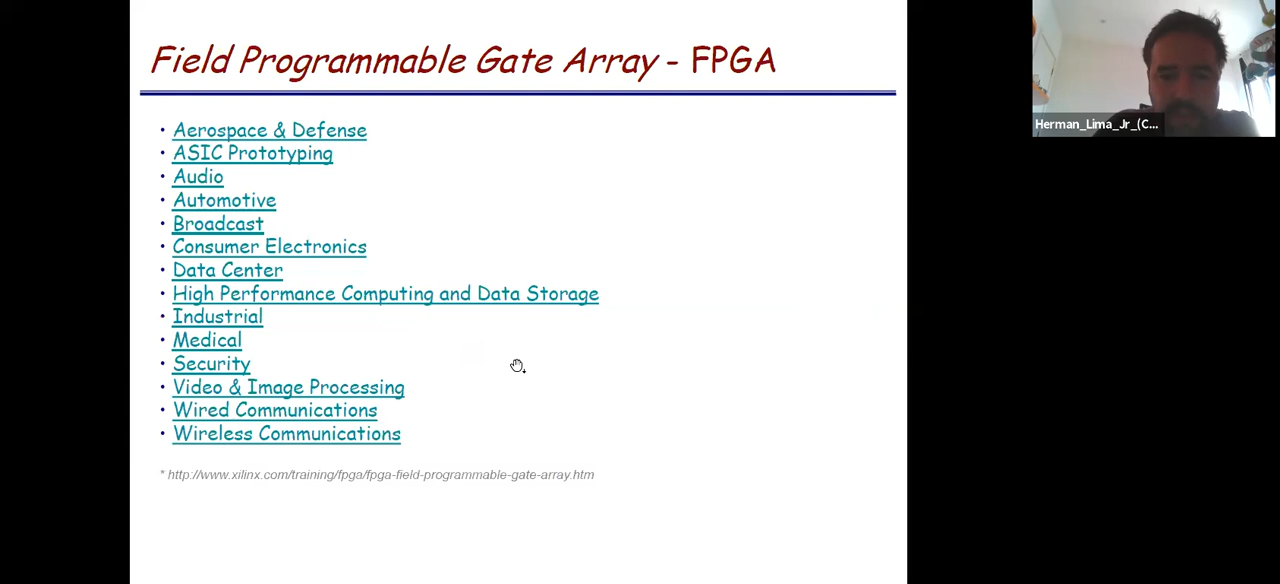 Field Programmable Gate Array - FPGA
• Aerospace & Defense
• ASIC Prototyping
• Audio
• Automotive
• Broadcast
• Consumer Electronics
• Data Center
• High Performance Computing and Data Storage
• Industrial
• Medical
• Security
• Video & Image Processing
• Wired Communications
• Wireless Communications
* http://www.xilinx.com/training/fpga/fpga-field-programmable-gate-array.htm
Herman_Lima_Jr_(C...